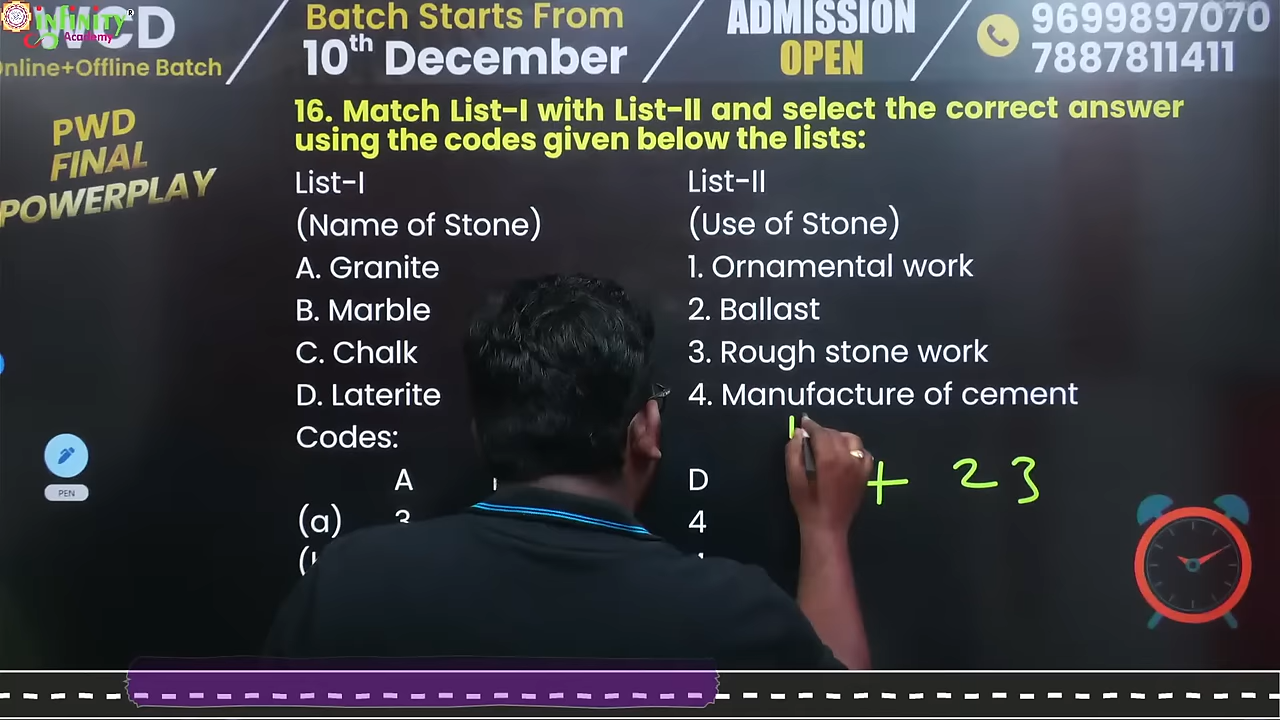 infinity
Academy
CD
Online+Offline Batch
Batch Starts From
10th December
ADMISSION
OPEN
9699897070
7887811411
PWD
FINAL
POWERPLAY
16. Match List-I with List-II and select the correct answer
using the codes given below the lists:
List-I List-II
(Name of Stone) (Use of Stone)
A. Granite 1. Ornamental work
B. Marble 2. Ballast
C. Chalk 3. Rough stone work
D. Laterite 4. Manufacture of cement
Codes:
A D
(a) 3 4
+ 23
PEN